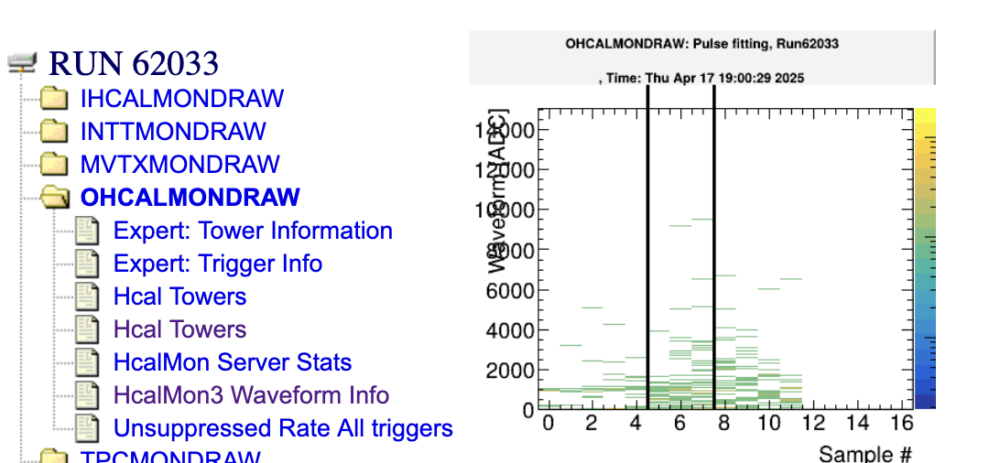 RUN 62033
IHCALMONDRAW
INTTMONDRAW
MVTXMONDRAW
OHCALMONDRAW
Expert: Tower Information
Expert: Trigger Info
Hcal Towers
Hcal Towers
HcalMon Server Stats
HcalMon3 Waveform Info
Unsuppressed Rate All triggers
TPCMONDRAW
OHCALMONDRAW: Pulse fitting, Run62033
, Time: Thu Apr 17 19:00:29 2025
Waveform [ADC]
14000
12000
10000
8000
6000
4000
2000
0
0 2 4 6 8 10 12 14 16
Sample #